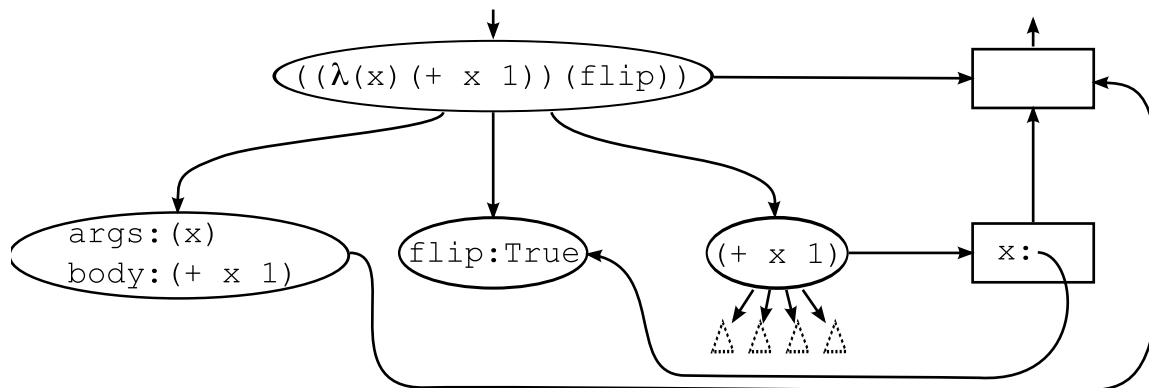 ((λ(x)(+ x 1))(flip))
args:(x)
body:(+ x 1)
flip:True
(+ x 1)
x: